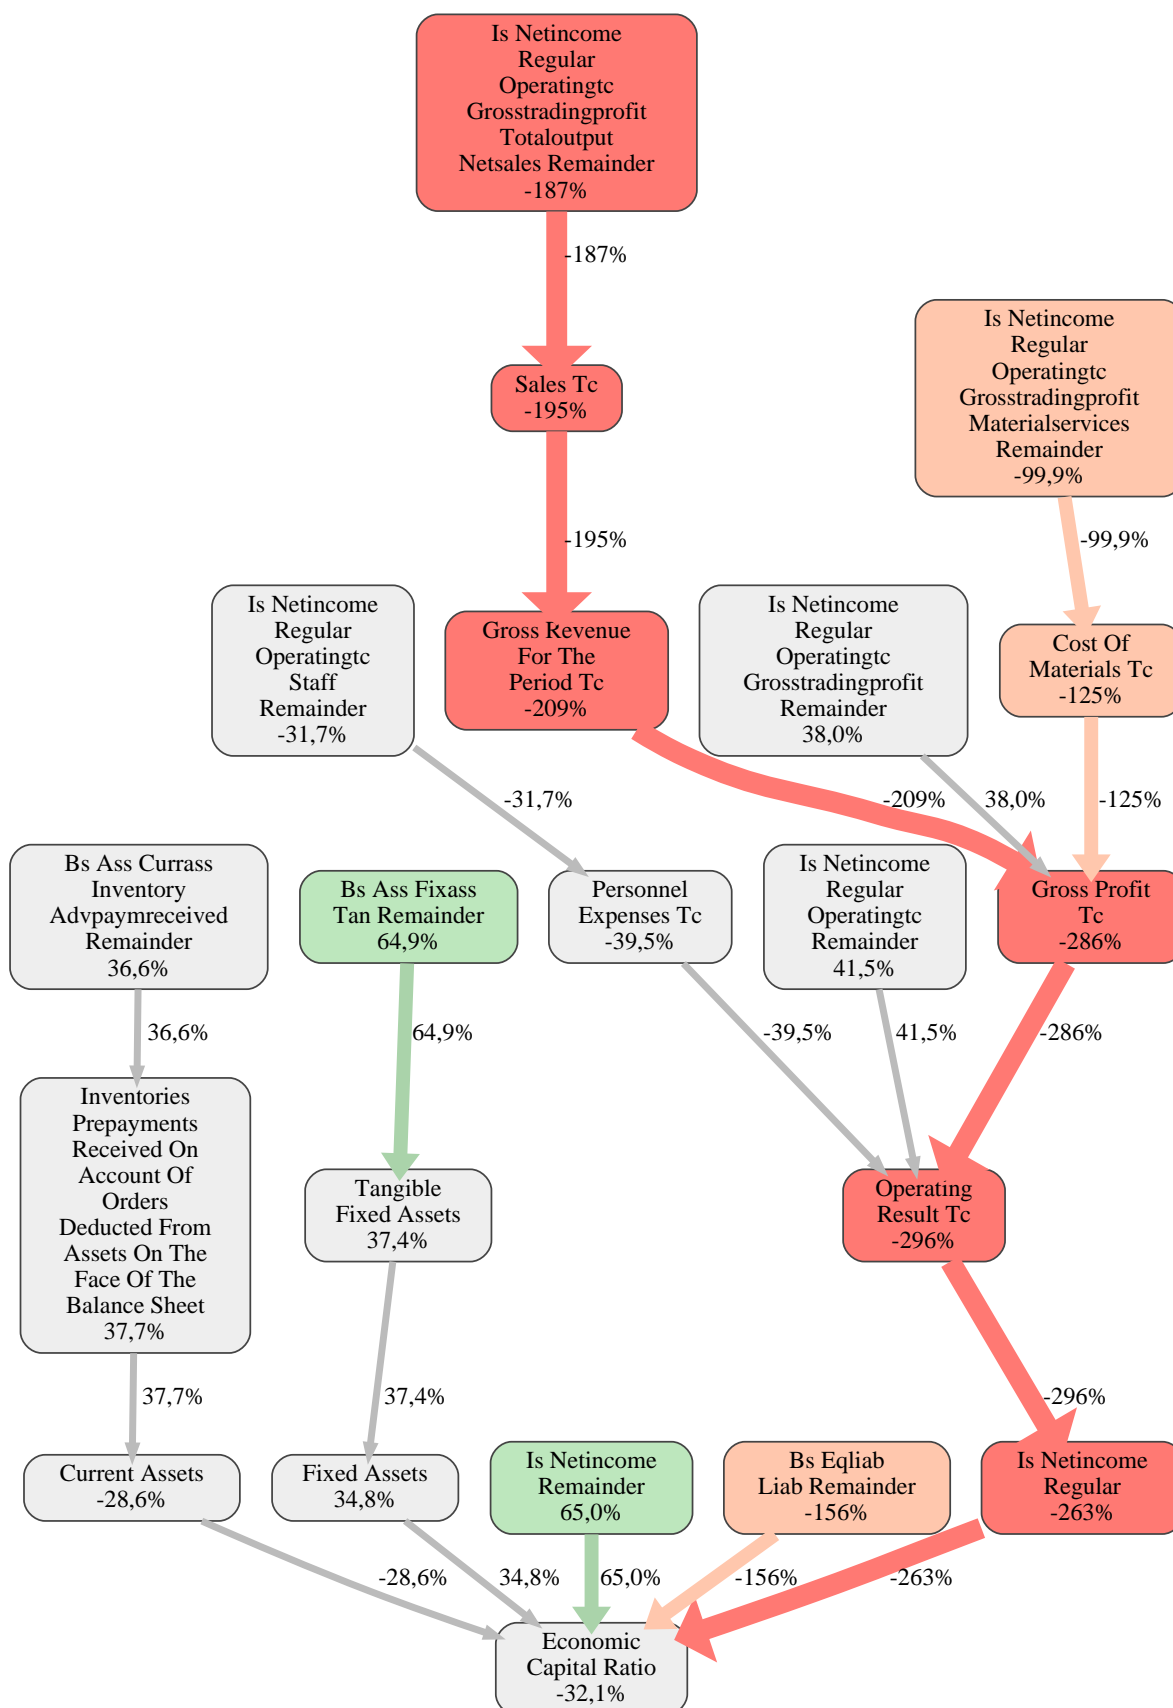 Is Netincome
Regular
Operatingtc
Grosstradingprofit
Totaloutput
Netsales Remainder
-187%
-187%
Sales Tc
-195%
Is Netincome
Regular
Operatingtc
Grosstradingprofit
Materialservices
Remainder
-99,9%
-195%
-99,9%
Is Netincome
Regular
Operatingtc
Staff
Remainder
-31,7%
Gross Revenue
For The
Period Tc
-209%
Is Netincome
Regular
Operatingtc
Grosstradingprofit
Remainder
38,0%
Cost Of
Materials Tc
-125%
-31,7%
-209%
38,0%
-125%
Bs Ass Currass
Inventory
Advpaymreceived
Remainder
36,6%
Bs Ass Fixass
Tan Remainder
64,9%
Personnel
Expenses Tc
-39,5%
Is Netincome
Regular
Operatingtc
Remainder
41,5%
Gross Profit
Tc
-286%
36,6%
64,9%
-39,5%
41,5%
-286%
Inventories
Prepayments
Received On
Account Of
Orders
Deducted From
Assets On The
Face Of The
Balance Sheet
37,7%
Tangible
Fixed Assets
37,4%
Operating
Result Tc
-296%
37,7%
37,4%
-296%
Current Assets
-28,6%
Fixed Assets
34,8%
Is Netincome
Remainder
65,0%
Bs Eqliab
Liab Remainder
-156%
Is Netincome
Regular
-263%
-28,6%
34,8%
65,0%
-156%
-263%
Economic
Capital Ratio
-32,1%